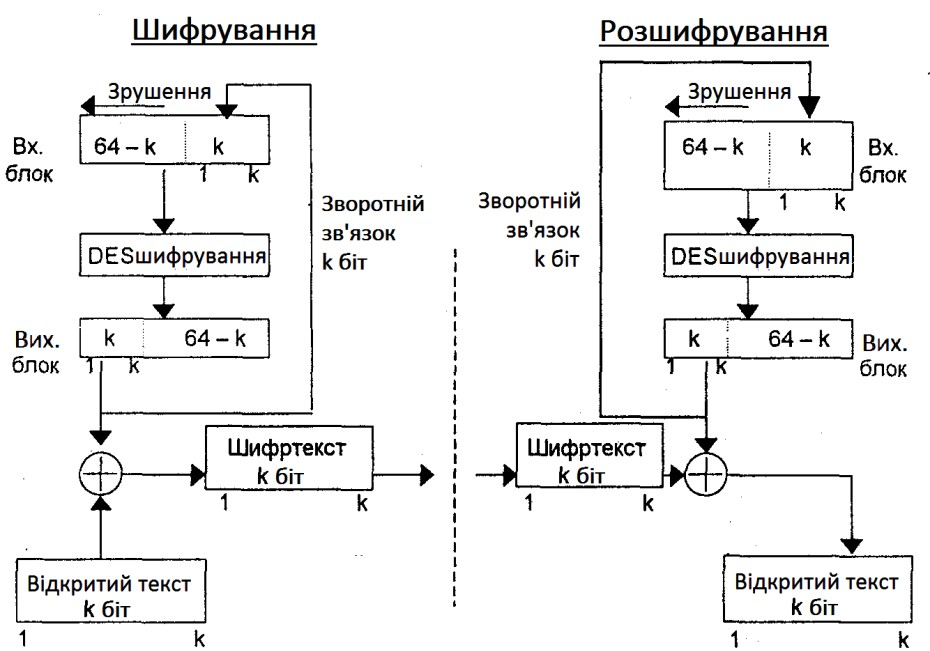 Шифрування
Зрушення
Вх.
блок
64 – k
k
1 k
Зворотній
зв'язок
k біт
DESшифрування
Вих.
блок
k
64 – k
1 k
Шифртекст
k біт
1 k
Відкритий текст
k біт
1 k
Розшифрування
Зрушення
64 – k
k
Вх.
блок
1 k
Зворотній
зв'язок
k біт
DESшифрування
k
64 – k
Вих.
блок
1 k
Шифртекст
k біт
1 k
Відкритий текст
k біт
1 k